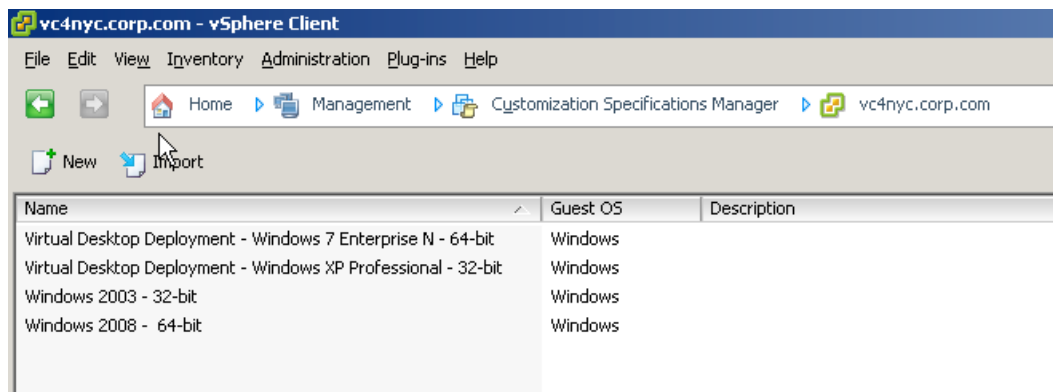 vc4nyc.corp.com - vSphere Client
File Edit View Inventory Administration Plug-ins Help
Home Management Customization Specifications Manager vc4nyc.corp.com
New Import
Name Guest OS Description
Virtual Desktop Deployment - Windows 7 Enterprise N - 64-bit Windows
Virtual Desktop Deployment - Windows XP Professional - 32-bit Windows
Windows 2003 - 32-bit Windows
Windows 2008 - 64-bit Windows